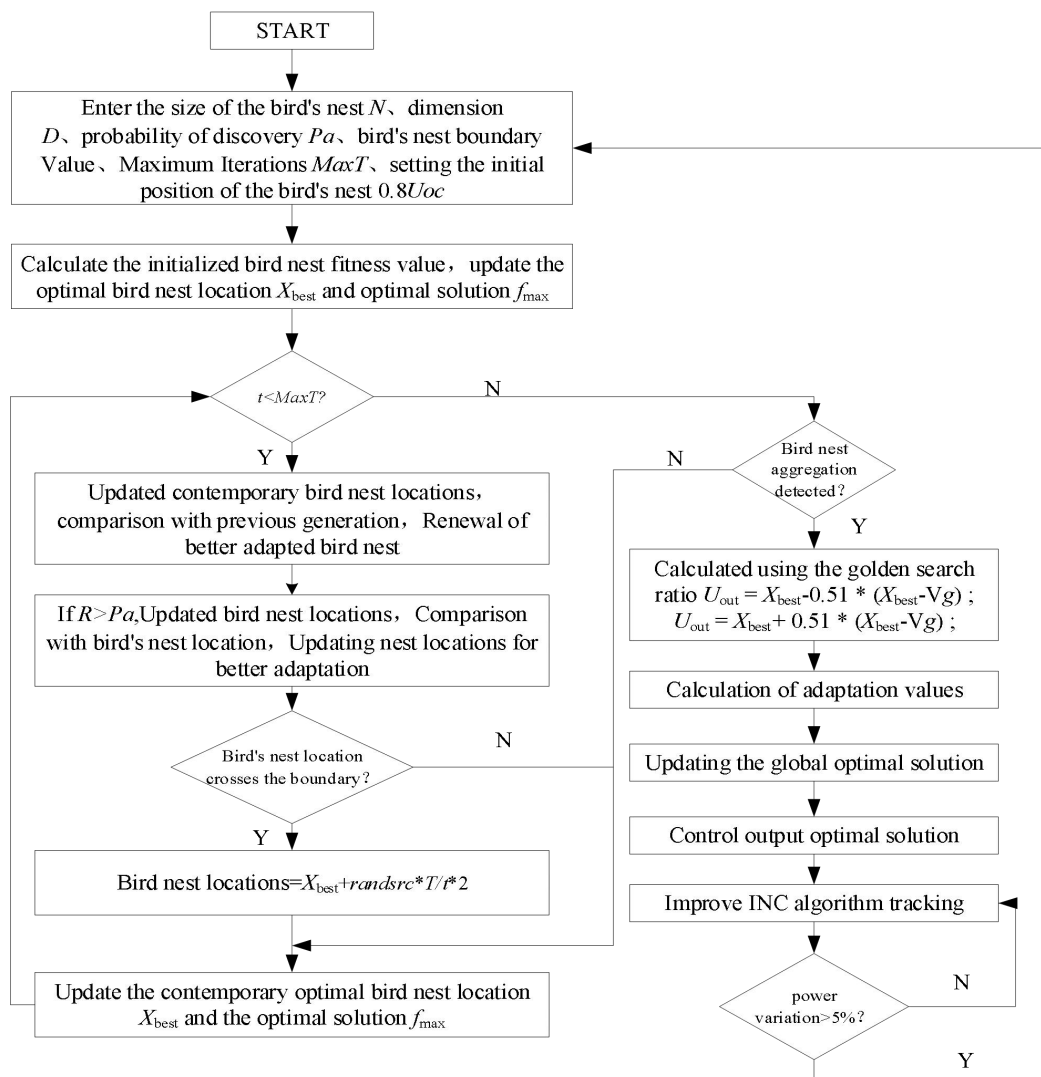 START
Enter the size of the bird's nest N、dimension
D、probability of discovery Pa、bird's nest boundary
Value、Maximum Iterations MaxT、setting the initial
position of the bird's nest 0.8Uoc
Calculate the initialized bird nest fitness value，update the
optimal bird nest location Xbest and optimal solution fmax
t<MaxT?
N
Y
Updated contemporary bird nest locations，
comparison with previous generation，Renewal of
better adapted bird nest
If R>Pa,Updated bird nest locations，Comparison
with bird's nest location，Updating nest locations for
better adaptation
Bird's nest location
crosses the boundary？
N
Y
Bird nest locations=Xbest+randsrc*T/t*2
Update the contemporary optimal bird nest location
Xbest and the optimal solution fmax
Bird nest
aggregation
detected？
N
Y
Calculated using the golden search
ratio Uout = Xbest-0.51 * (Xbest-Vg) ;
Uout = Xbest+ 0.51 * (Xbest-Vg) ;
Calculation of adaptation values
Updating the global optimal solution
Control output optimal solution
Improve INC algorithm tracking
power
variation>5%？
N
Y